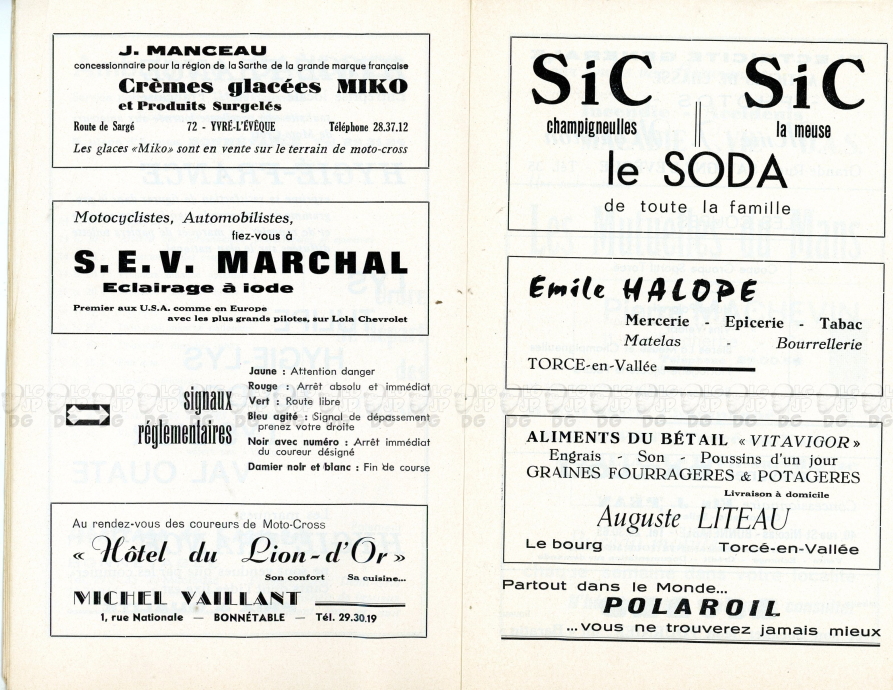 J. MANCEAU
concessionnaire pour la région de la Sarthe de la grande marque française
Crèmes glacées MIKO
et Produits Surgelés
Route de Sargé 72 - YVRÉ-L'ÉVÊQUE Téléphone 28.37.12
Les glaces «Miko» sont en vente sur le terrain de moto-cross
Motocyclistes, Automobilistes,
fiez-vous à
S.E.V. MARCHAL
Eclairage à iode
Premier aux U.S.A. comme en Europe
avec les plus grands pilotes, sur Lola Chevrolet
signaux
réglementaires
Jaune : Attention danger
Rouge : Arrêt absolu et immédiat
Vert : Route libre
Bleu agité : Signal de dépassement
prenez votre droite
Noir avec numéro : Arrêt immédiat
du coureur désigné
Damier noir et blanc : Fin de course
Au rendez-vous des coureurs de Moto-Cross
« Hôtel du Lion-d'Or »
Son confort Sa cuisine...
MICHEL VAILLANT
1, rue Nationale — BONNÉTABLE — Tél. 29.30.19
SiC SiC
champigneulles la meuse
le SODA
de toute la famille
Emile HALOPE
Mercerie - Epicerie - Tabac
Matelas - Bourrellerie
TORCE-en-Vallée
ALIMENTS DU BÉTAIL « VITAVIGOR »
Engrais - Son - Poussins d'un jour
GRAINES FOURRAGERES & POTAGERES
Livraison à domicile
Auguste LITEAU
Le bourg Torcé-en-Vallée
Partout dans le Monde...
POLAROIL
...vous ne trouverez jamais mieux